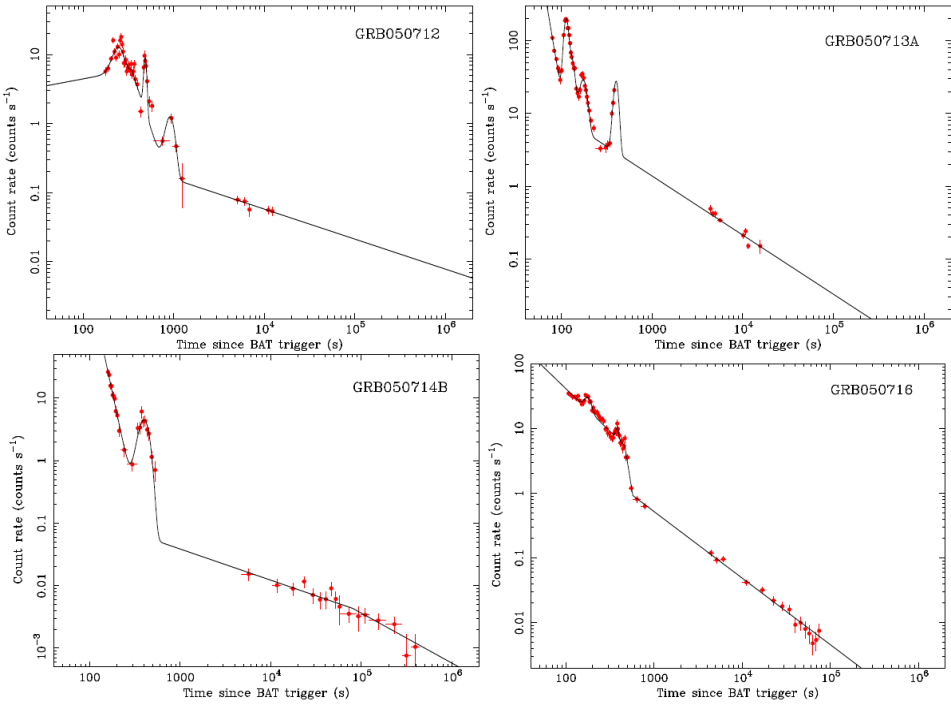 GRB050712
Count rate (counts s⁻¹)
10
1
0.1
0.01
100 1000 10⁴ 10⁵ 10⁶
Time since BAT trigger (s)
GRB050713A
Count rate (counts s⁻¹)
100
10
1
0.1
100 1000 10⁴ 10⁵ 10⁶
Time since BAT trigger (s)
GRB050714B
Count rate (counts s⁻¹)
10
1
0.1
0.01
10⁻³
100 1000 10⁴ 10⁵ 10⁶
Time since BAT trigger (s)
GRB050716
Count rate (counts s⁻¹)
100
10
1
0.1
0.01
100 1000 10⁴ 10⁵ 10⁶
Time since BAT trigger (s)